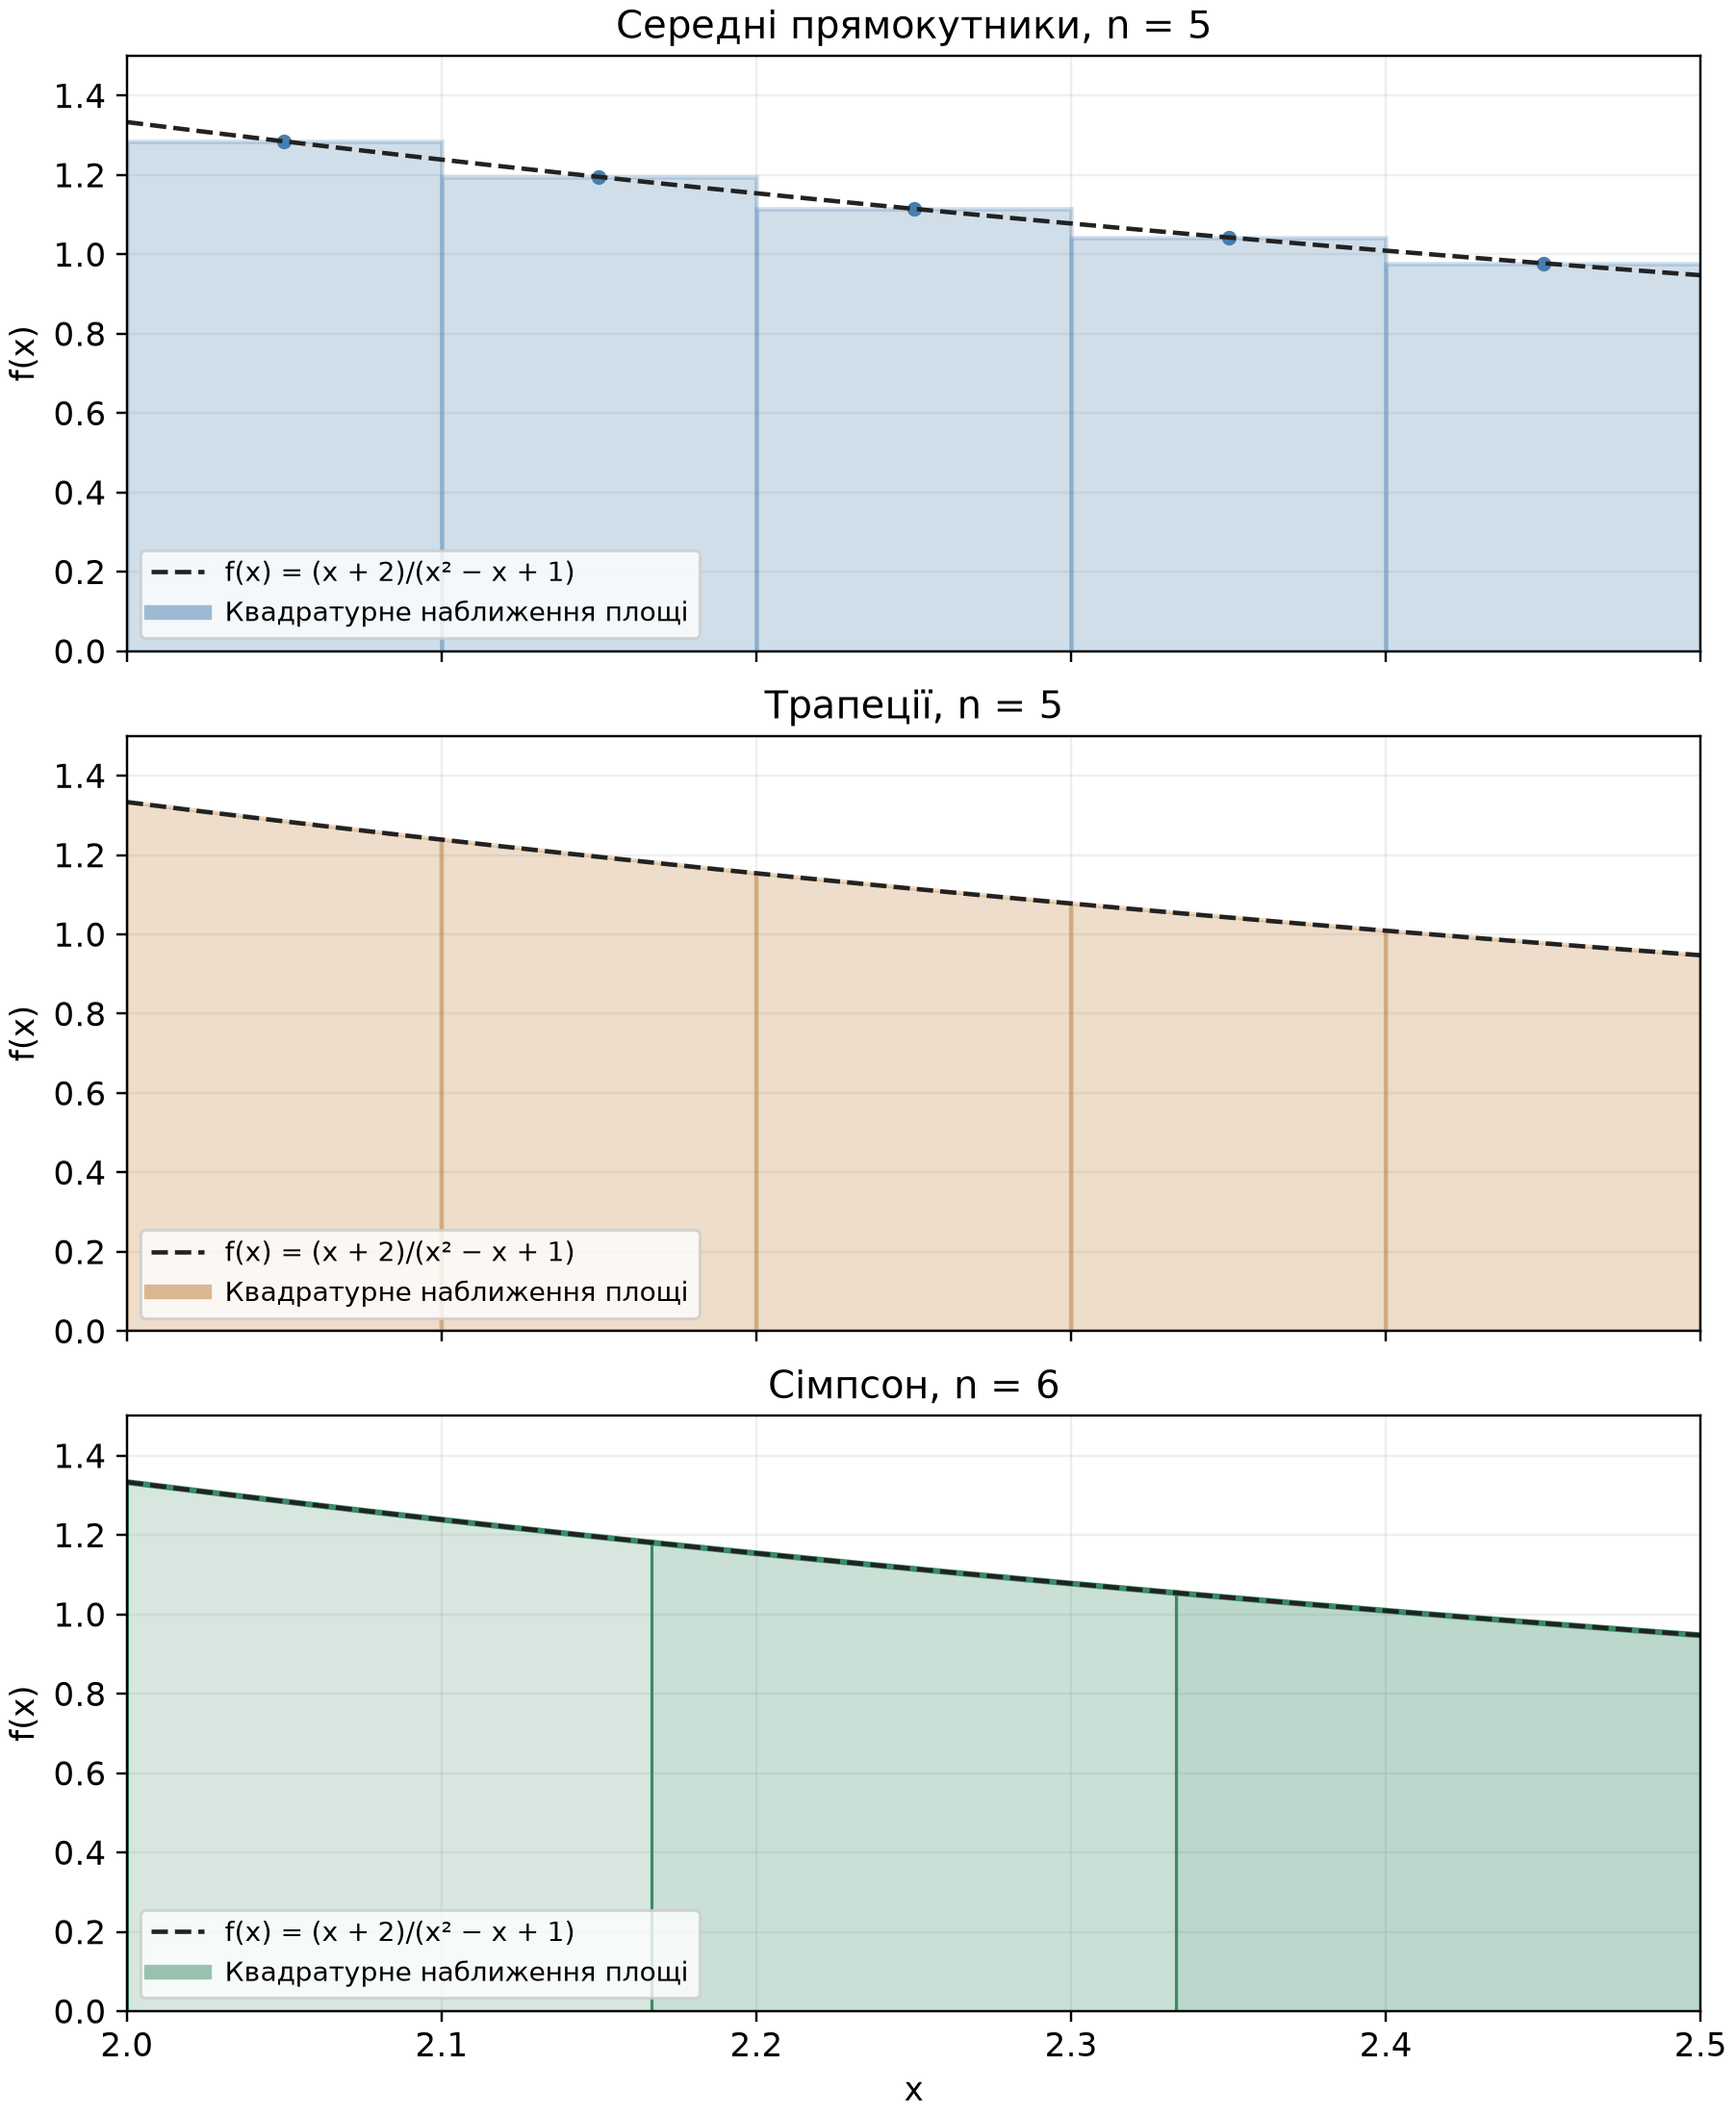 Середні прямокутники, n = 5
f(x)
1.4
1.2
1.0
0.8
0.6
0.4
0.2
0.0
f(x) = (x + 2)/(x² − x + 1)
Квадратурне наближення площі
Трапеції, n = 5
f(x)
1.4
1.2
1.0
0.8
0.6
0.4
0.2
0.0
f(x) = (x + 2)/(x² − x + 1)
Квадратурне наближення площі
Сімпсон, n = 6
f(x)
1.4
1.2
1.0
0.8
0.6
0.4
0.2
0.0
f(x) = (x + 2)/(x² − x + 1)
Квадратурне наближення площі
2.0 2.1 2.2 2.3 2.4 2.5
x